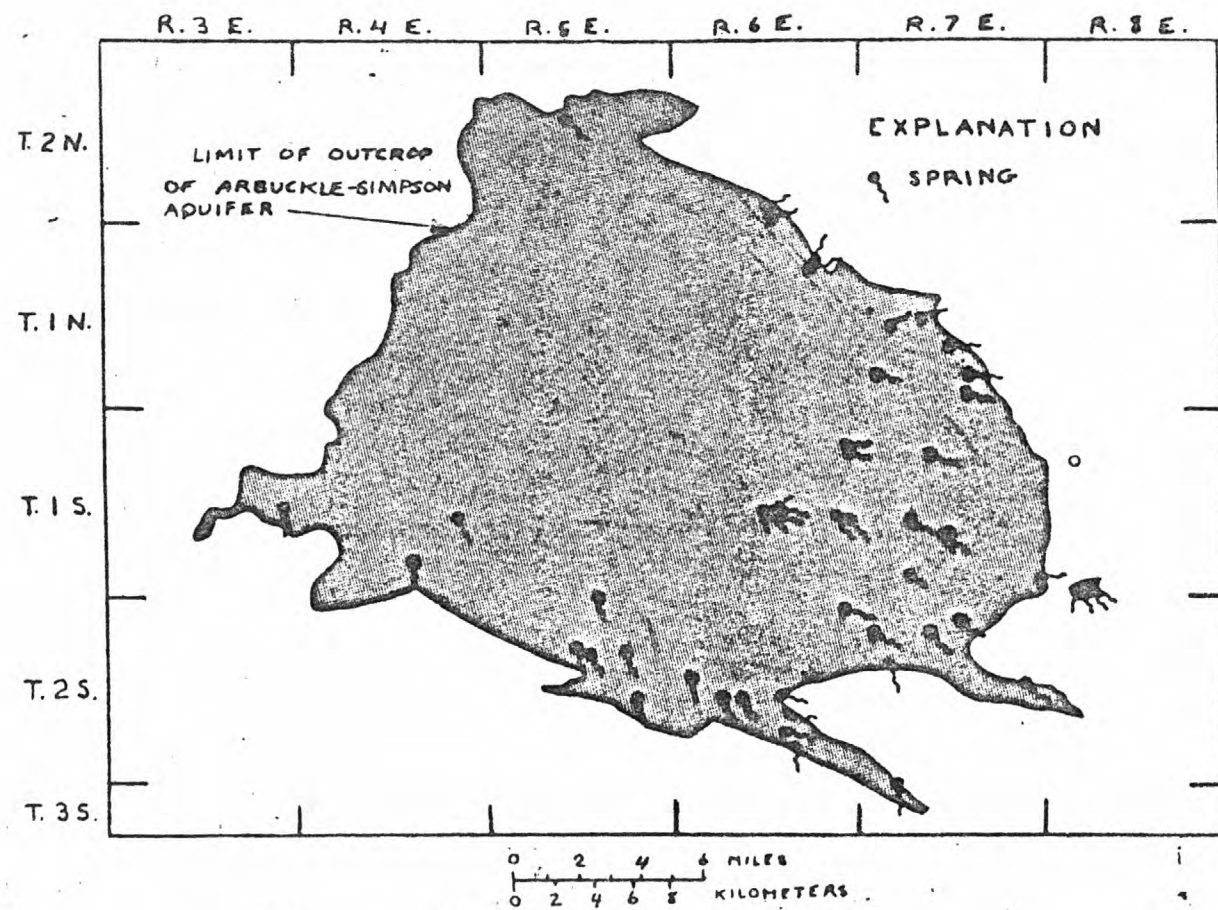 R. 3 E. R. 4 E. R. 5 E. R. 6 E. R. 7 E. R. 8 E.
T. 2 N.
EXPLANATION
LIMIT OF OUTCROP
OF ARBUCKLE-SIMPSON
AQUIFER
SPRING
T. 1 N.
T. 1 S.
T. 2 S.
T. 3 S.
0 2 4 6 MILES
0 2 4 6 8 KILOMETERS